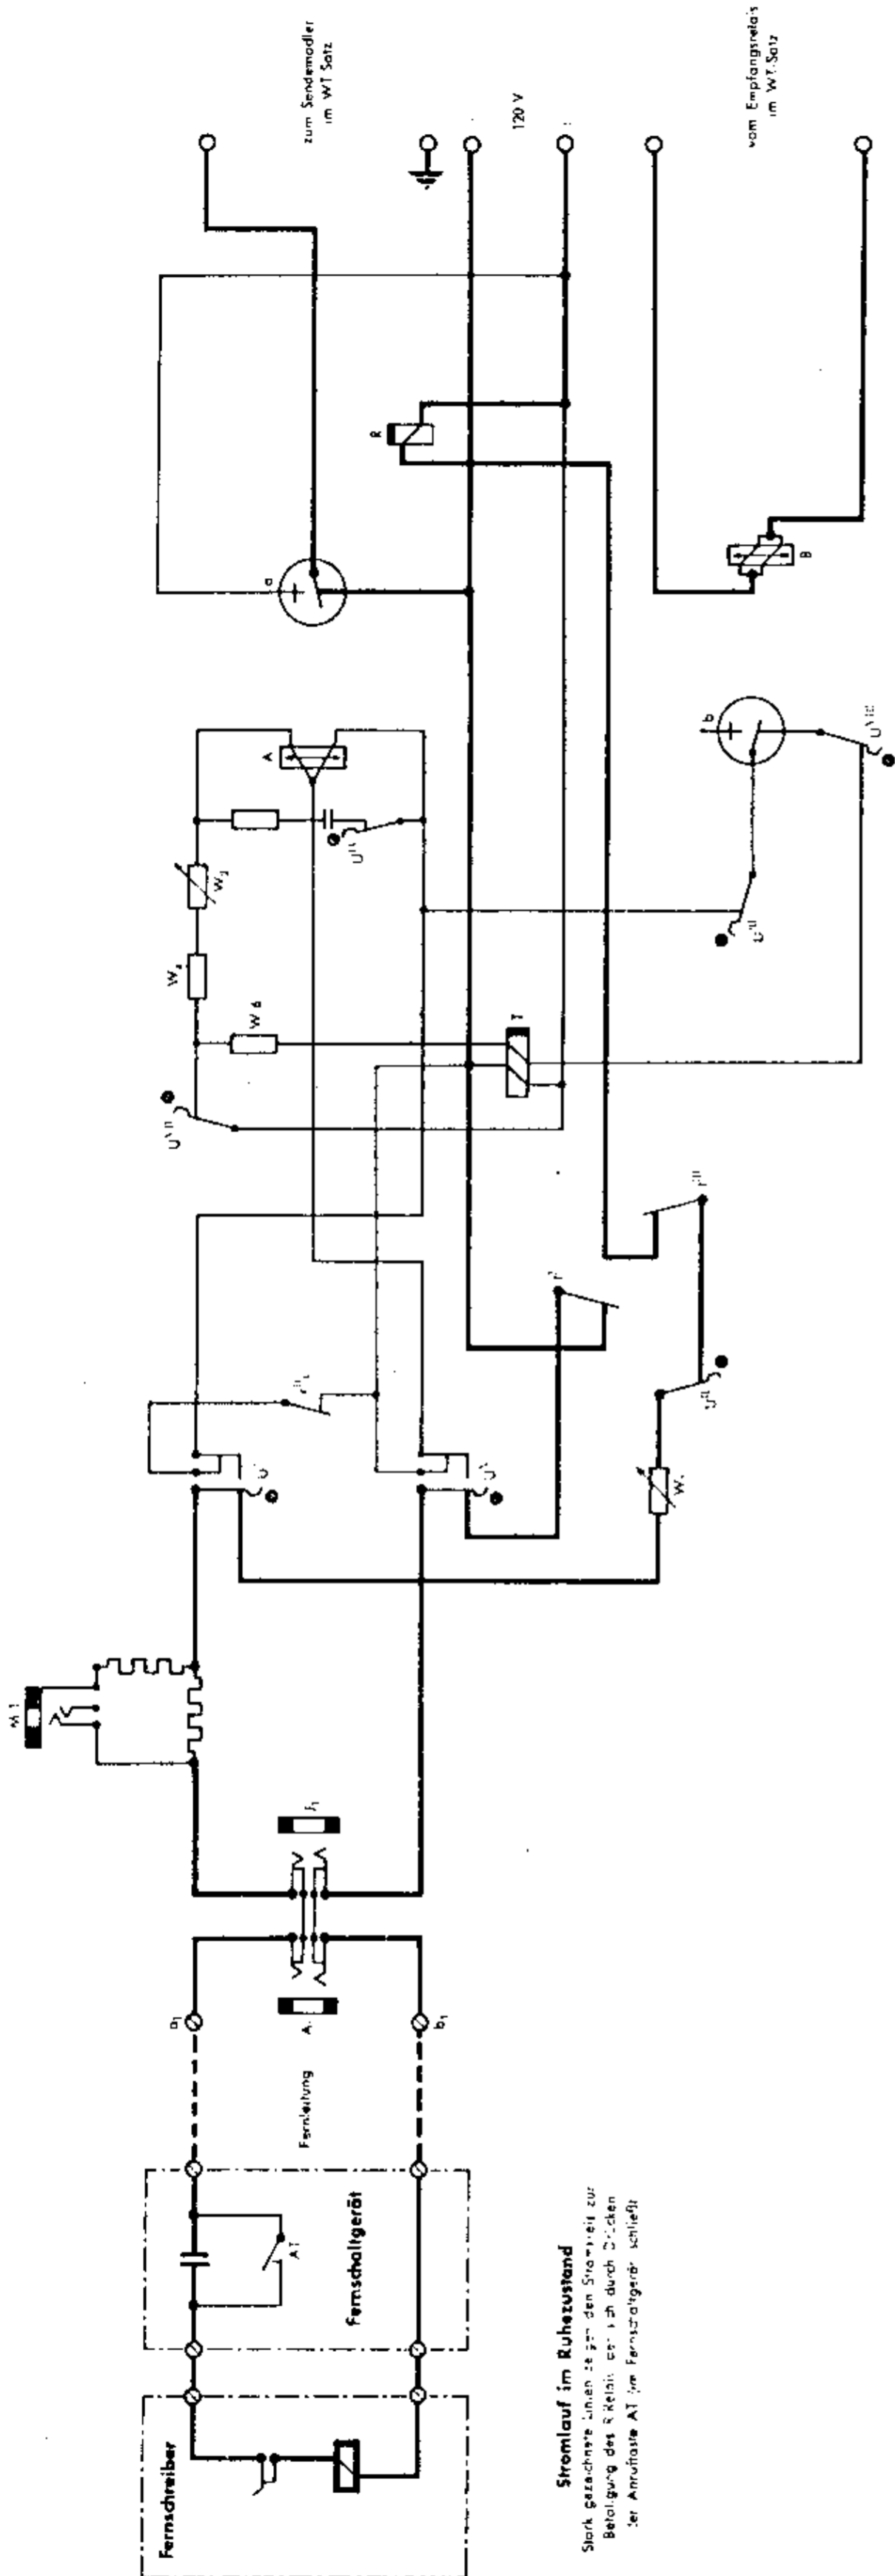 Fernschreiber
Fernschaltgerät
AT
Fernleitung
a1
b1
A
W4
W6
A
T
a
R
b
B
zum Sendemodler
im WT Satz
120 V
vom Empfangsrelais
im WT-Satz
Stromlauf im Ruhezustand
Stark gezeichnete Linien zeigen den Stromkreis zur
Betätigung des R Relais, der sich durch Drücken
der Anruftaste AT im Fernschaltgerät schließt